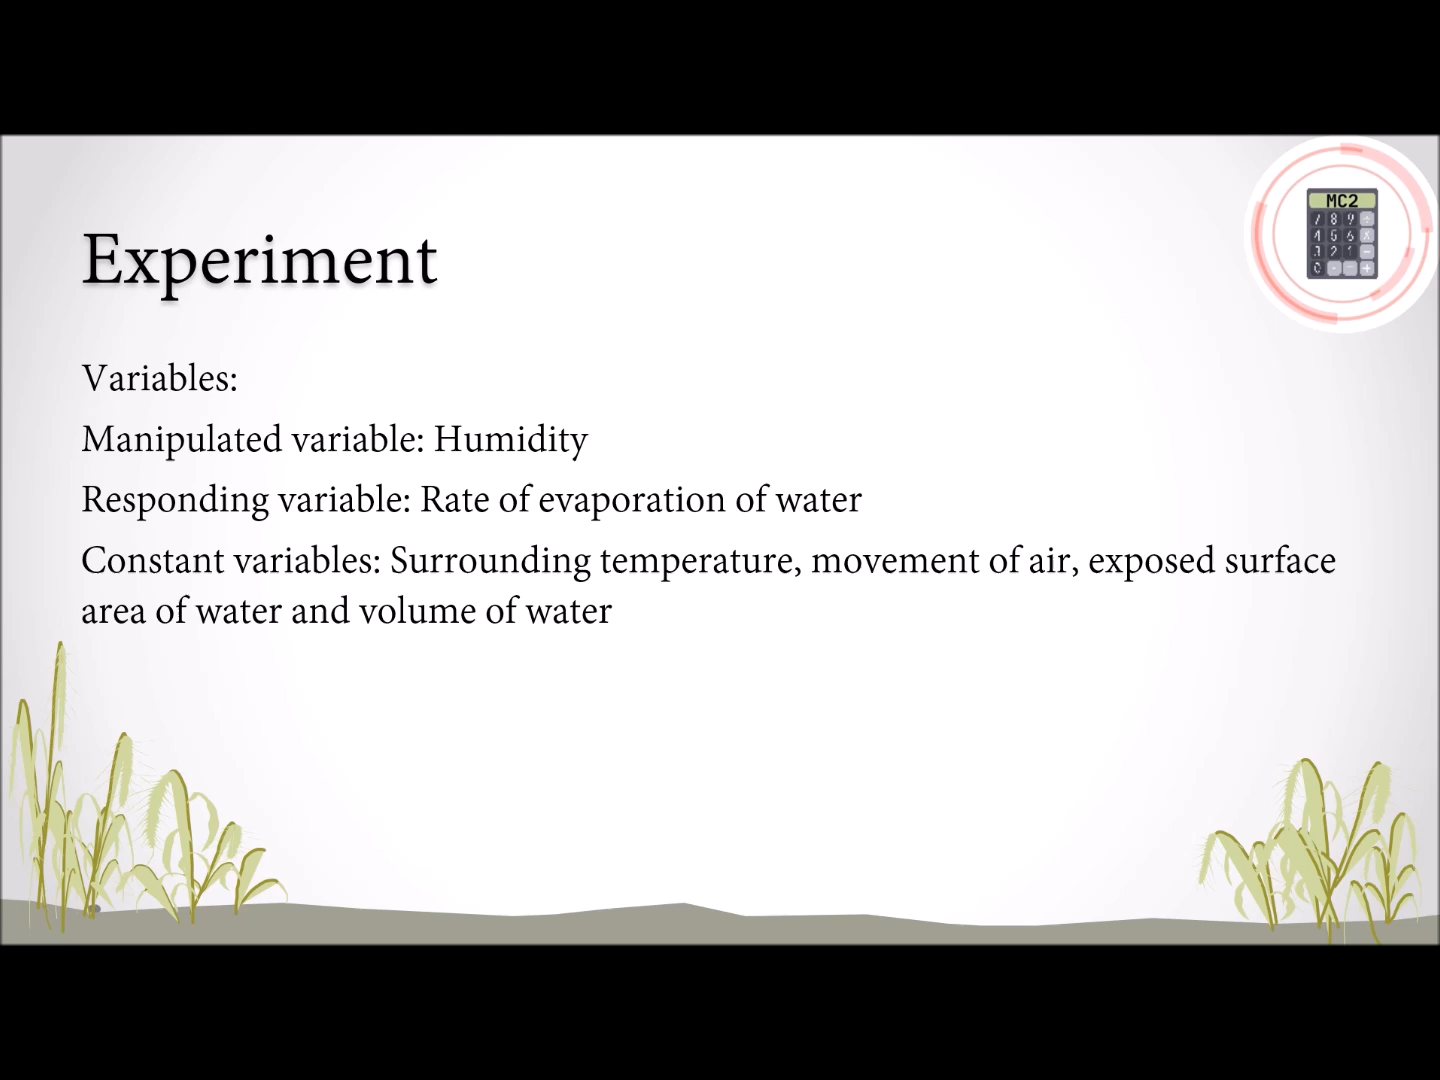 MC2
Experiment
Variables:
Manipulated variable: Humidity
Responding variable: Rate of evaporation of water
Constant variables: Surrounding temperature, movement of air, exposed surface
area of water and volume of water